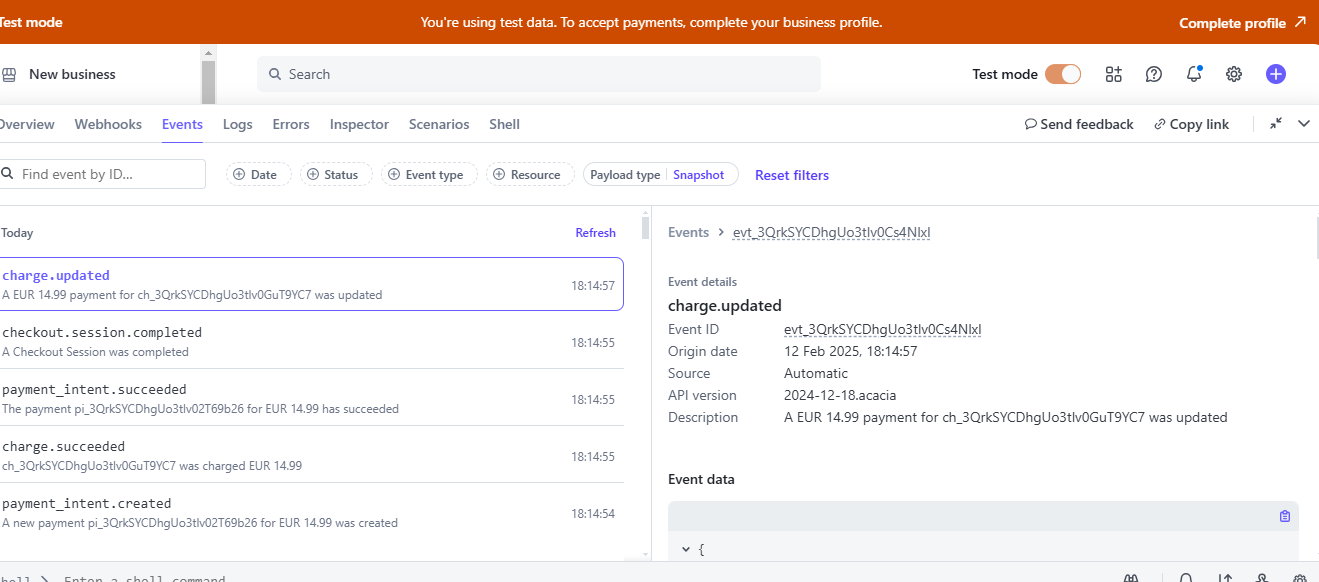 Test mode
You're using test data. To accept payments, complete your business profile.
Complete profile
New business
Search
Test mode
Overview Webhooks Events Logs Errors Inspector Scenarios Shell
Send feedback Copy link
Find event by ID...
Date Status Event type Resource Payload type Snapshot Reset filters
Today
Refresh
charge.updated
A EUR 14.99 payment for ch_3QrkSYCDhgUo3tlv0GuT9YC7 was updated
18:14:57
checkout.session.completed
A Checkout Session was completed
18:14:55
payment_intent.succeeded
The payment pi_3QrkSYCDhgUo3tlv02T69b26 for EUR 14.99 has succeeded
18:14:55
charge.succeeded
ch_3QrkSYCDhgUo3tlv0GuT9YC7 was charged EUR 14.99
18:14:55
payment_intent.created
A new payment pi_3QrkSYCDhgUo3tlv02T69b26 for EUR 14.99 was created
18:14:54
Events > evt_3QrkSYCDhgUo3tlv0Cs4NIxI
Event details
charge.updated
Event ID evt_3QrkSYCDhgUo3tlv0Cs4NIxI
Origin date 12 Feb 2025, 18:14:57
Source Automatic
API version 2024-12-18.acacia
Description A EUR 14.99 payment for ch_3QrkSYCDhgUo3tlv0GuT9YC7 was updated
Event data
{
Enter a shell command